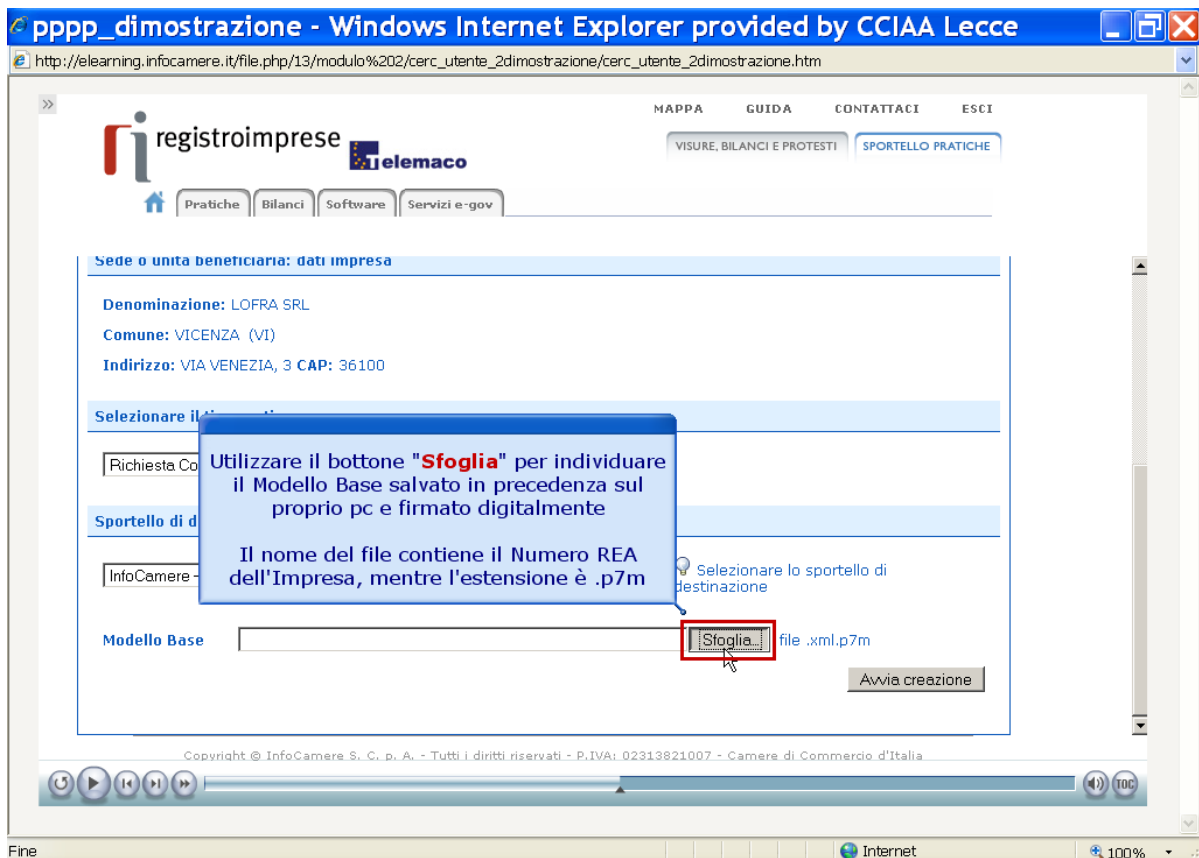 pppp_dimostrazione - Windows Internet Explorer provided by CCIAA Lecce
http://elearning.infocamere.it/file.php/13/modulo%202/cerc_utente_2dimostrazione/cerc_utente_2dimostrazione.htm
MAPPA GUIDA CONTATTACI ESCI
ri registroimprese Telemaco
VISURE, BILANCI E PROTESTI SPORTELLO PRATICHE
Pratiche Bilanci Software Servizi e-gov
Sede o unita beneficiaria: dati impresa
Denominazione: LOFRA SRL
Comune: VICENZA (VI)
Indirizzo: VIA VENEZIA, 3 CAP: 36100
Selezionare il
Richiesta Co
Utilizzare il bottone "Sfoglia" per individuare
il Modello Base salvato in precedenza sul
proprio pc e firmato digitalmente
Il nome del file contiene il Numero REA
dell'Impresa, mentre l'estensione è .p7m
Sportello di d
InfoCamere -
Selezionare lo sportello di
destinazione
Modello Base Sfoglia... file .xml.p7m
Avvia creazione
Copyright © InfoCamere S. C. p. A. - Tutti i diritti riservati - P.IVA: 02313821007 - Camere di Commercio d'Italia
TOC
Fine Internet 100%